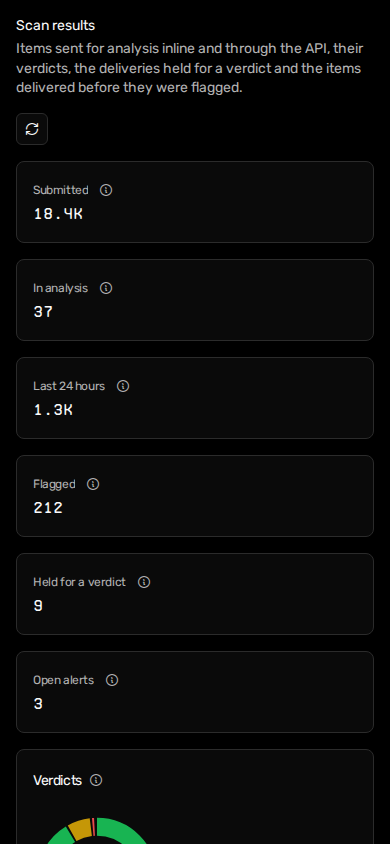 Scan results
Items sent for analysis inline and through the API, their
verdicts, the deliveries held for a verdict and the items
delivered before they were flagged.
Submitted
18.4K
In analysis
37
Last 24 hours
1.3K
Flagged
212
Held for a verdict
9
Open alerts
3
Verdicts